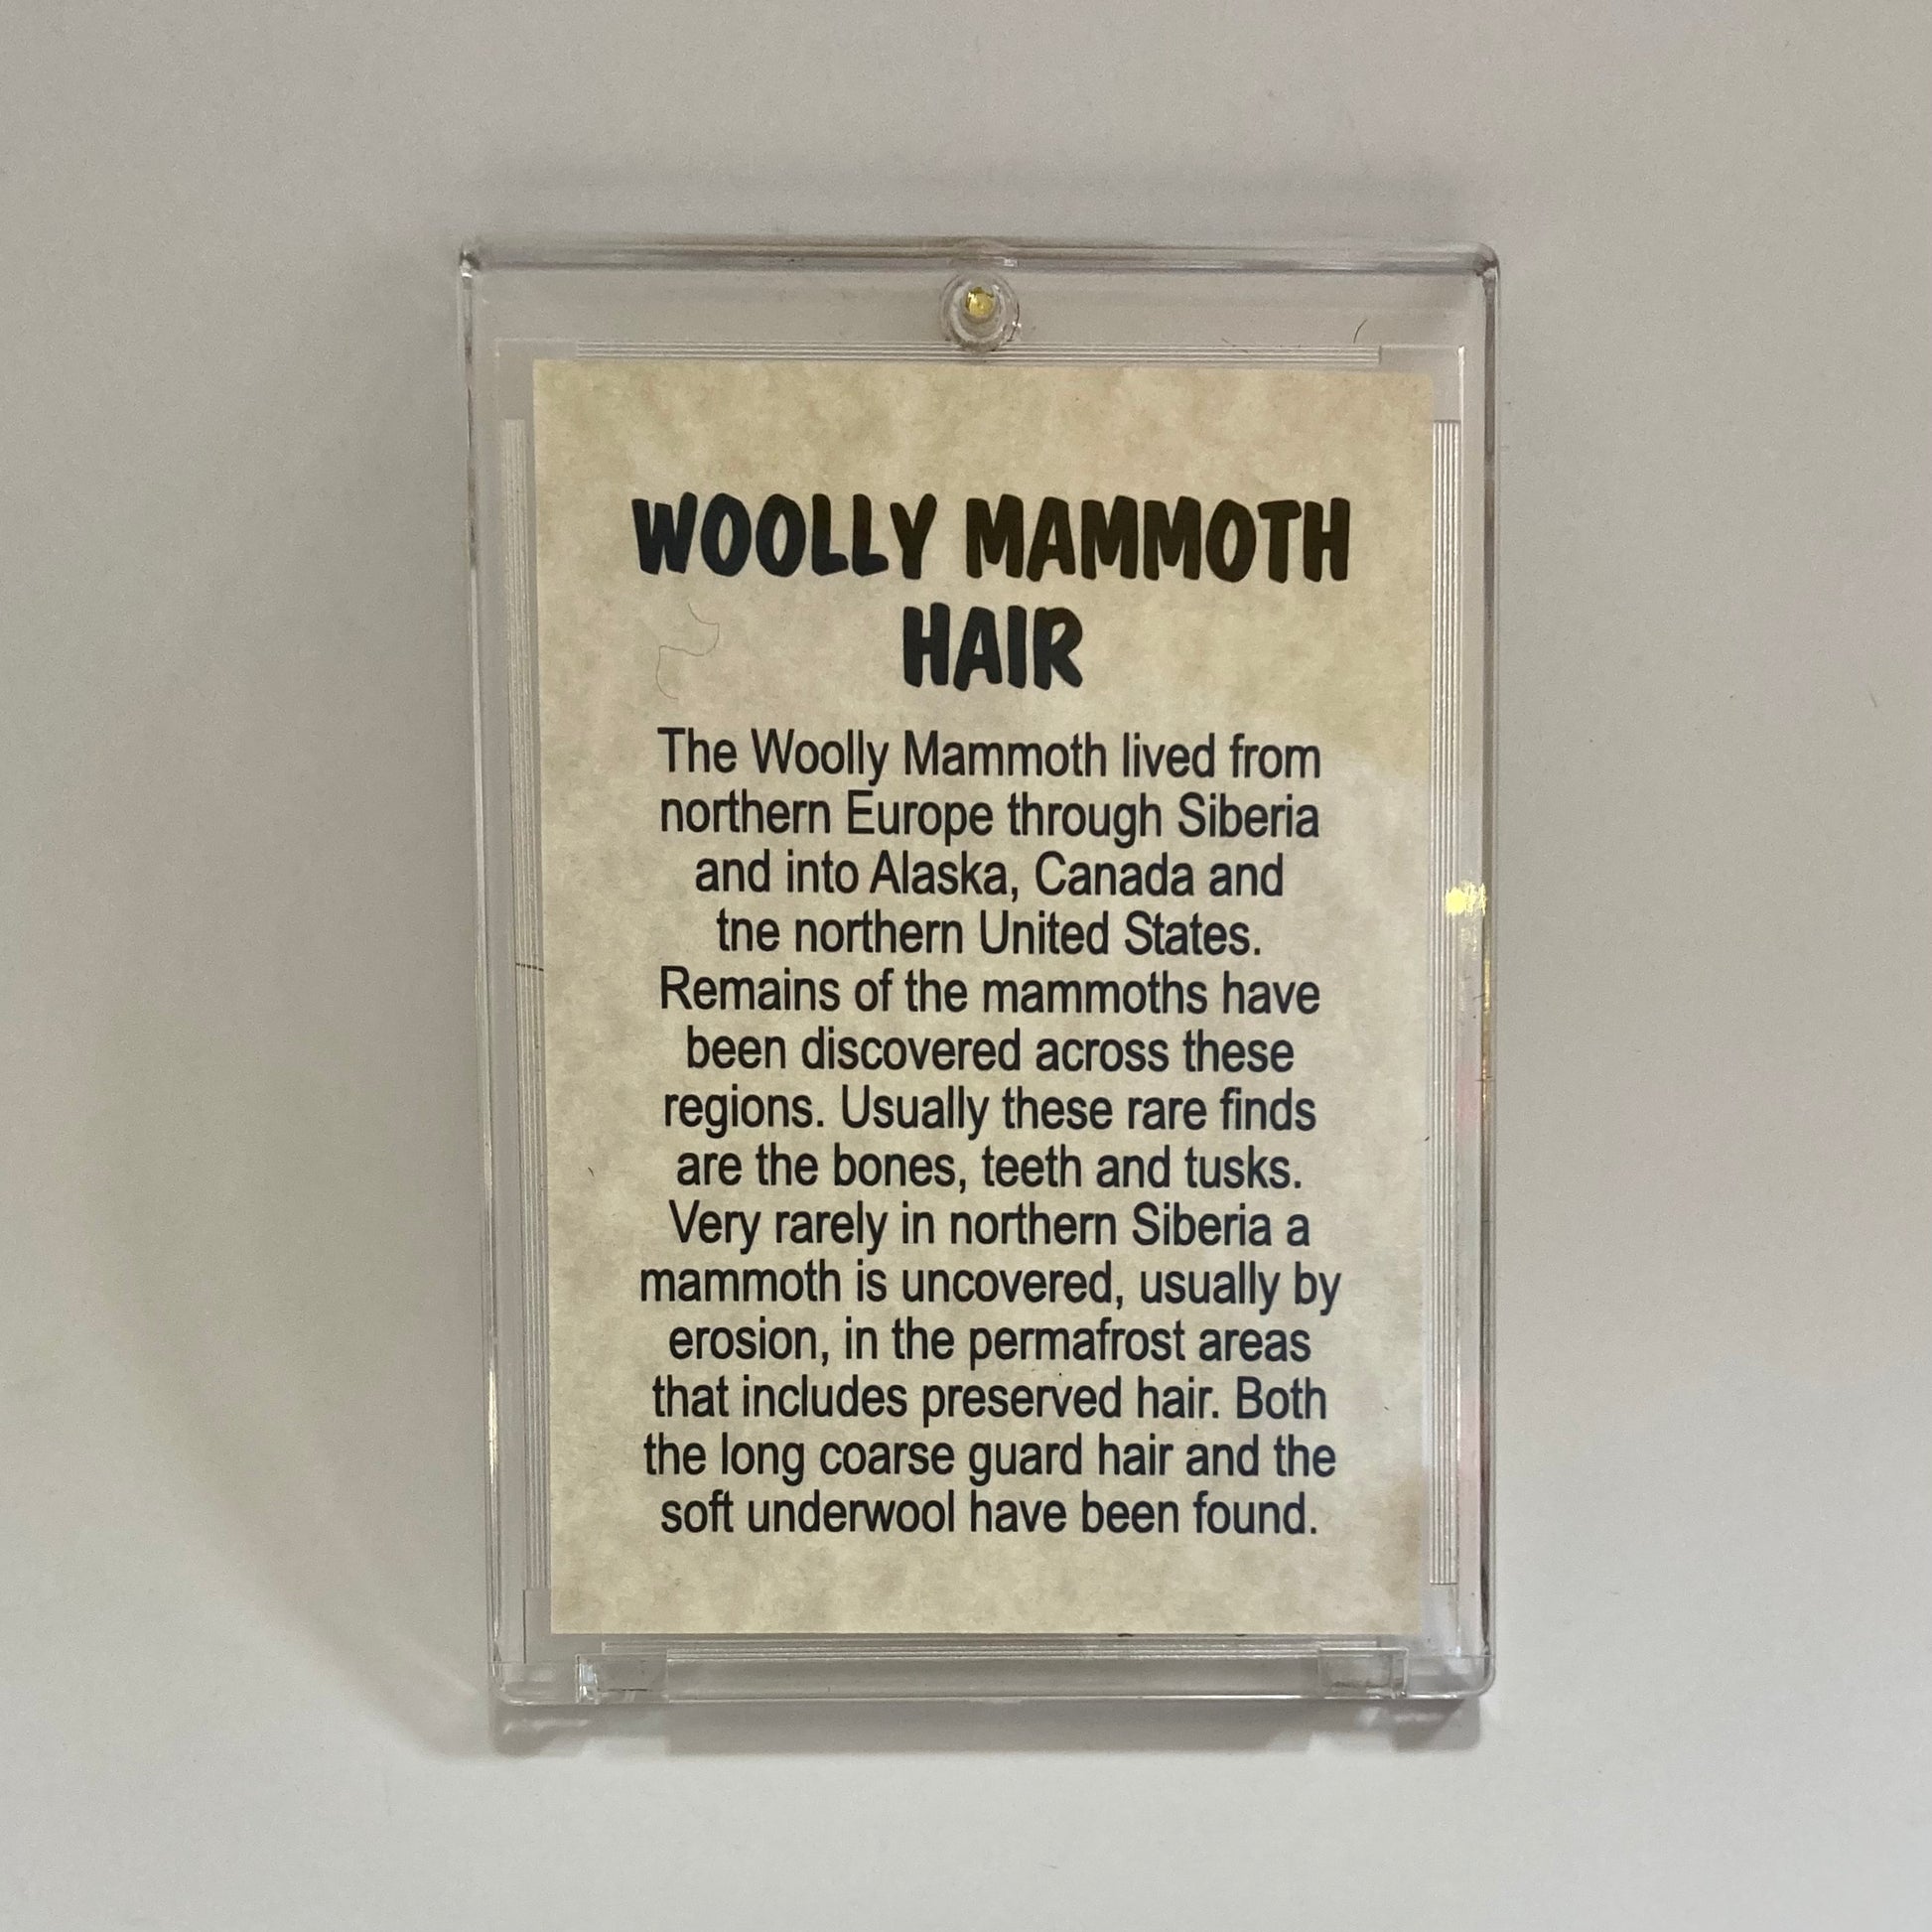 WOOLLY MAMMOTH
HAIR
The Woolly Mammoth lived from
northern Europe through Siberia
and into Alaska, Canada and
tne northern United States.
Remains of the mammoths have
been discovered across these
regions. Usually these rare finds
are the bones, teeth and tusks.
Very rarely in northern Siberia a
mammoth is uncovered, usually by
erosion, in the permafrost areas
that includes preserved hair. Both
the long coarse guard hair and the
soft underwool have been found.